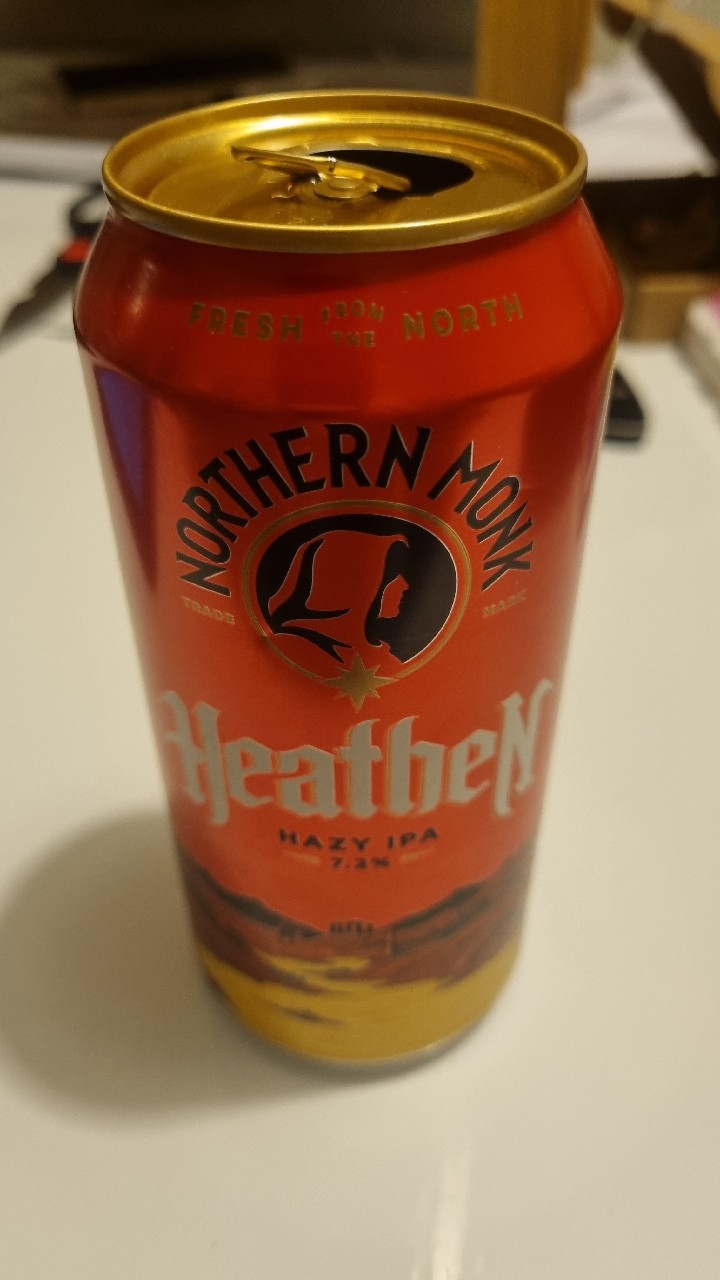 FRESH FROM THE NORTH
NORTHERN MONK
TRADE MARK
HeatheN
HAZY IPA
7.2%